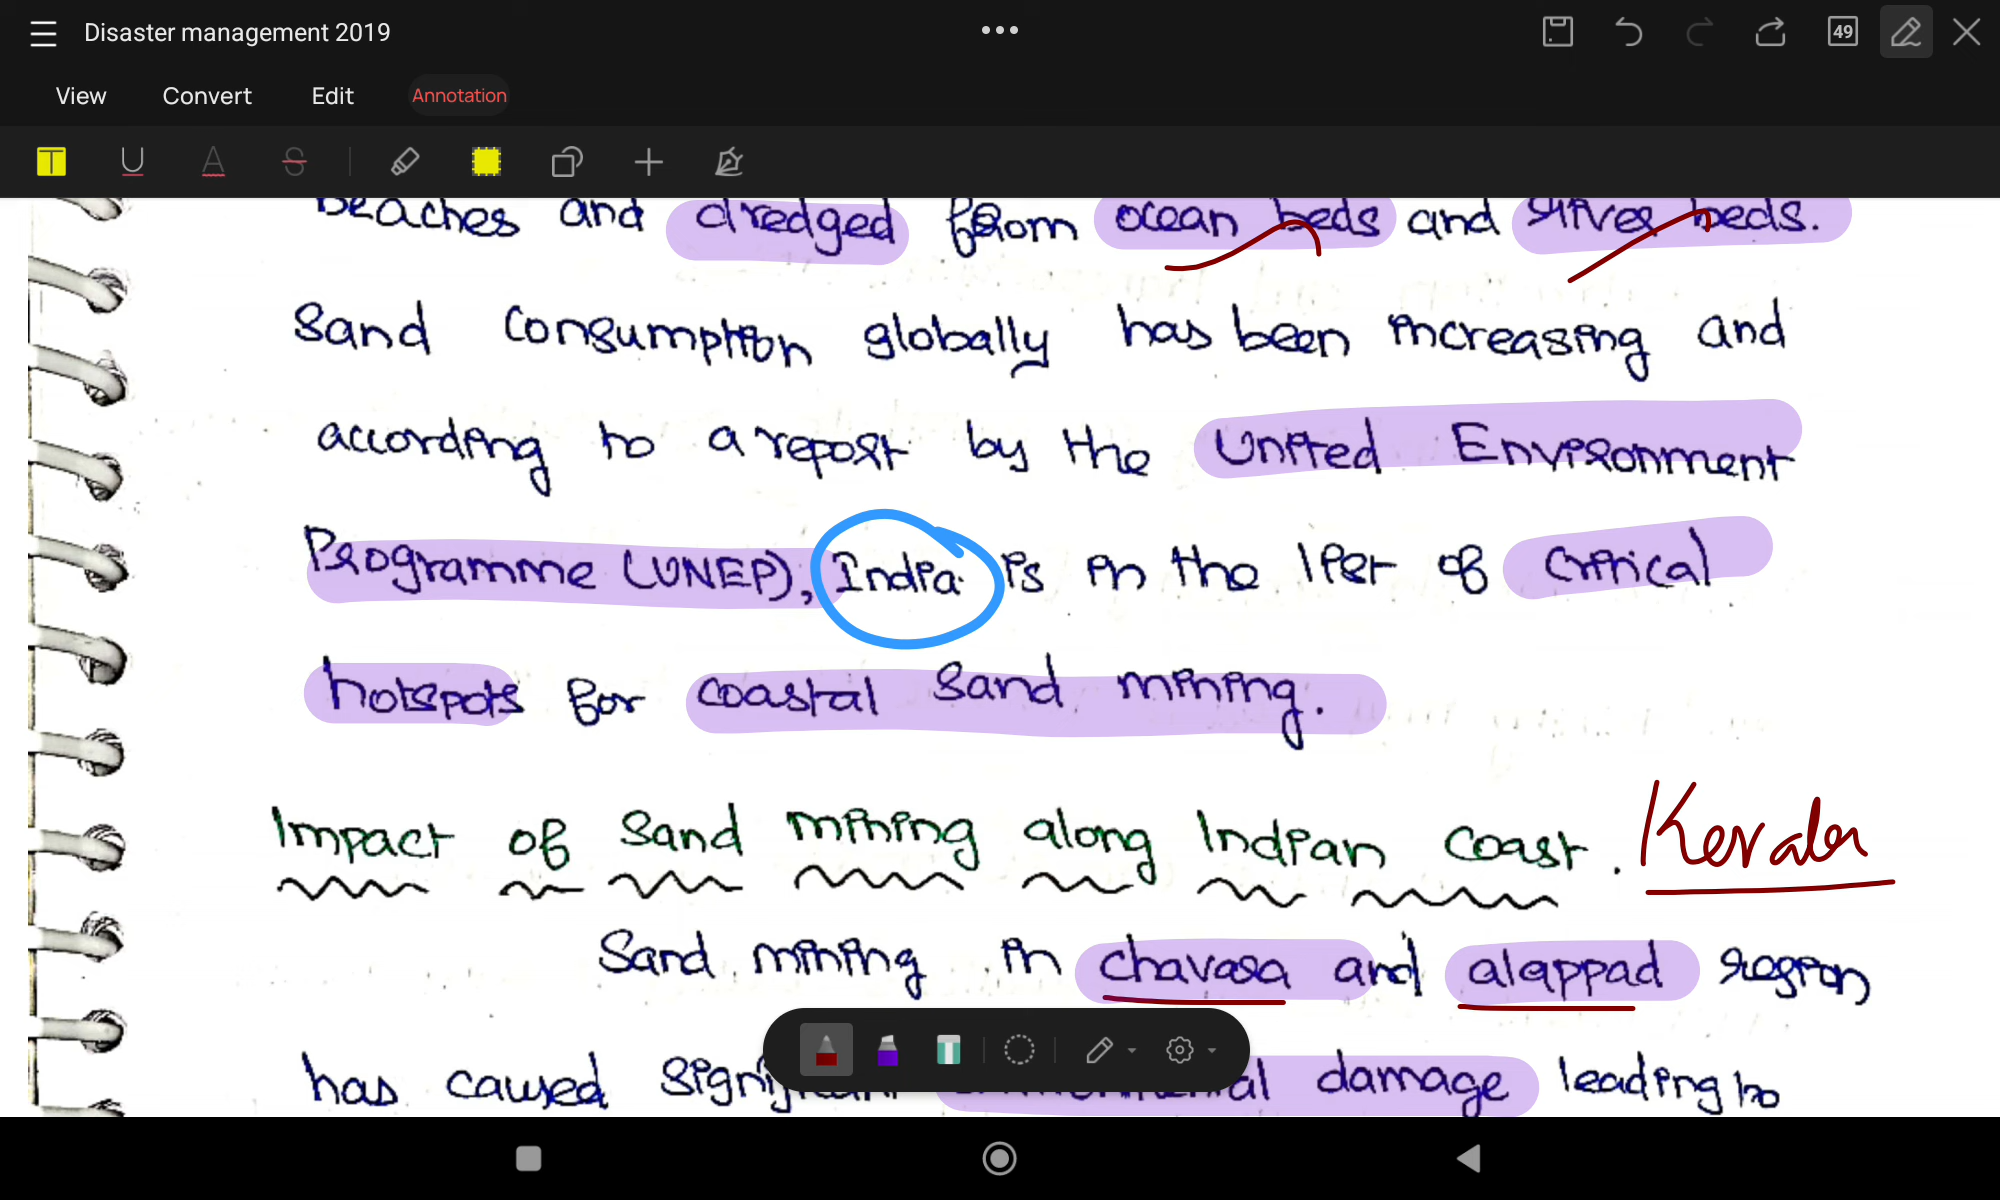 Disaster management 2019
49
View Convert Edit Annotation
beaches and dredged from ocean beds and river beds.
Sand Consumption globally has been increasing and
according to a report by the United Environment
Programme (UNEP), India is in the list of critical
hotspots for coastal sand mining.
Impact of Sand mining along Indian coast. Kerala
Sand mining in chavara and alappad region
has caused damage leading to